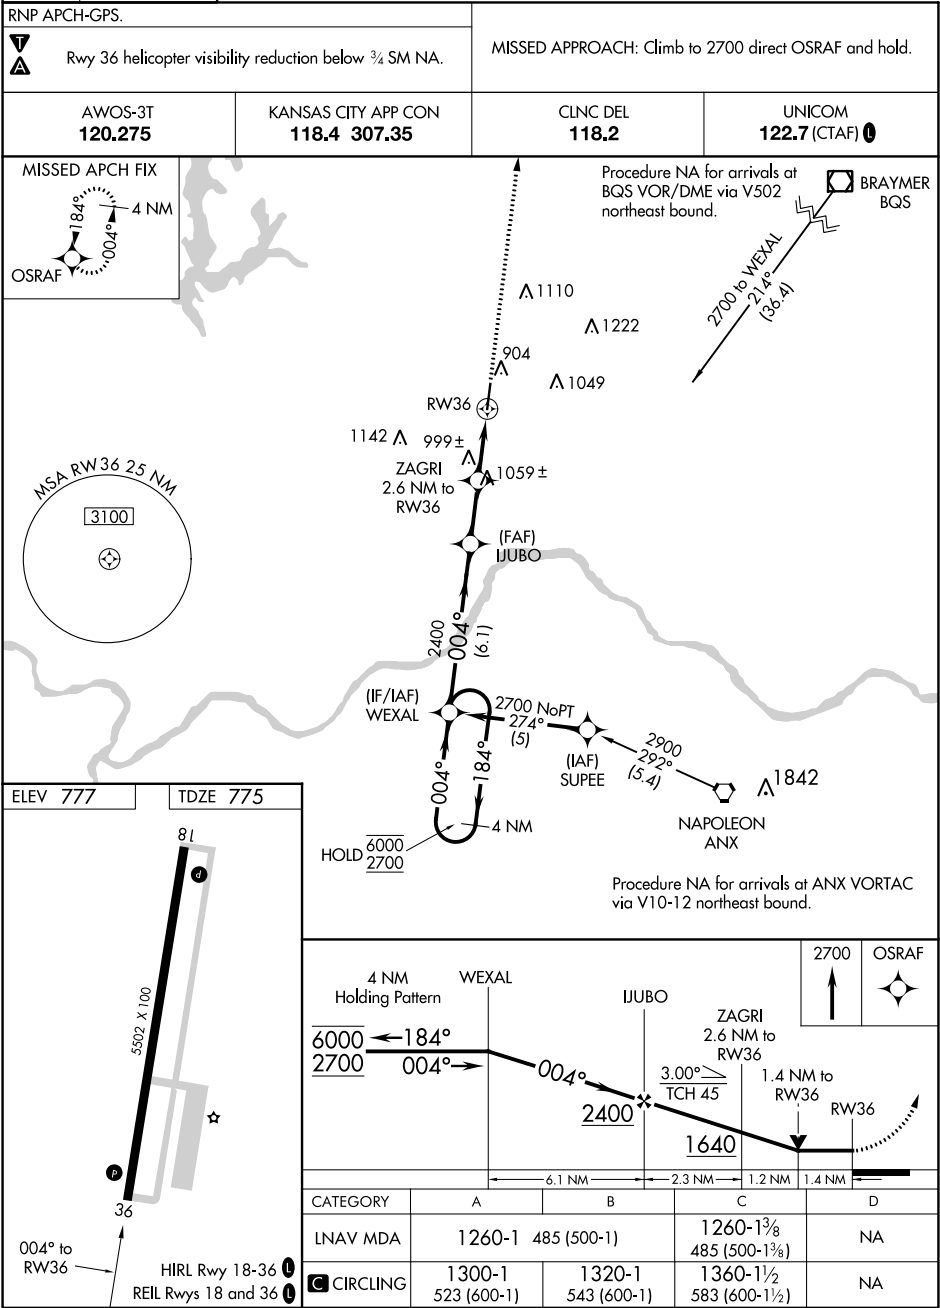 RNP APCH-GPS.
T
A
Rwy 36 helicopter visibility reduction below ¾ SM NA.
MISSED APPROACH: Climb to 2700 direct OSRAF and hold.
AWOS-3T
120.275
KANSAS CITY APP CON
118.4 307.35
CLNC DEL
118.2
UNICOM
122.7 (CTAF) L
MISSED APCH FIX
4 NM
184°
004°
OSRAF
Procedure NA for arrivals at
BQS VOR/DME via V502
northeast bound.
BRAYMER
BQS
2700 to WEXAL
214°
(36.4)
1110
1222
904
1049
RW36
1142
999 ±
ZAGRI
2.6 NM to
RW36
1059 ±
MSA RW36 25 NM
3100
(FAF)
IJUBO
2400
004°
(6.1)
(IF/IAF)
WEXAL
2700 NoPT
274°
(5)
(IAF)
SUPEE
2900
292°
(5.4)
004°
184°
4 NM
HOLD 6000
2700
1842
NAPOLEON
ANX
Procedure NA for arrivals at ANX VORTAC
via V10-12 northeast bound.
ELEV 777
TDZE 775
18
P
5502 X 100
P
36
004° to
RW36
HIRL Rwy 18-36 L
REIL Rwys 18 and 36 L
2700
OSRAF
4 NM
Holding Pattern
WEXAL
IJUBO
ZAGRI
2.6 NM to
RW36
6000
2700
184°
004°
004°
3.00°
TCH 45
1.4 NM to
RW36
RW36
2400
1640
6.1 NM
2.3 NM
1.2 NM
1.4 NM
CATEGORY A B C D
LNAV MDA 1260-1 485 (500-1) 1260-1⅜ NA
485 (500-1⅜)
C CIRCLING 1300-1 1320-1 1360-1½ NA
523 (600-1) 543 (600-1) 583 (600-1½)